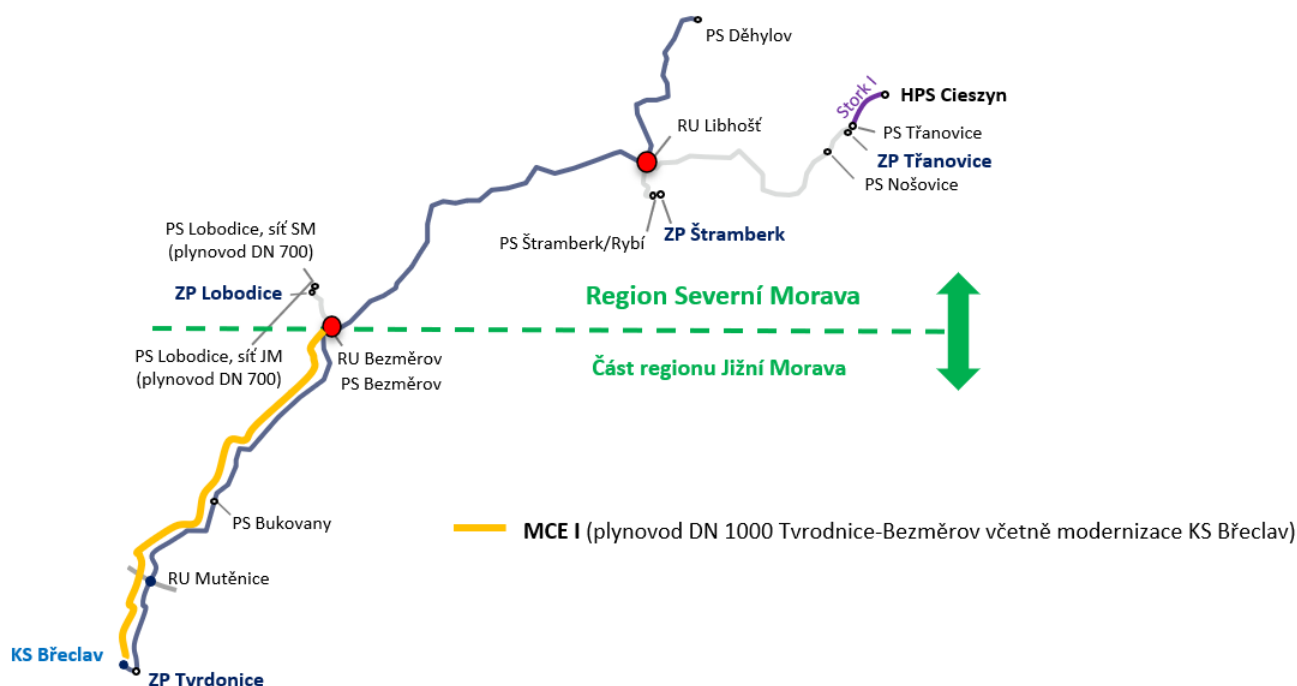 PS Děhylov
Stork I
HPS Cieszyn
RU Libhošť
PS Třanovice
ZP Třanovice
PS Nošovice
PS Lobodice, síť SM
(plynovod DN 700)
PS Štramberk/Rybí
ZP Štramberk
ZP Lobodice
Region Severní Morava
PS Lobodice, síť JM
(plynovod DN 700)
RU Bezměrov
PS Bezměrov
Část regionu Jižní Morava
PS Bukovany
MCE I (plynovod DN 1000 Tvrodnice-Bezměrov včetně modernizace KS Břeclav)
RU Mutěnice
KS Břeclav
ZP Tvrdonice